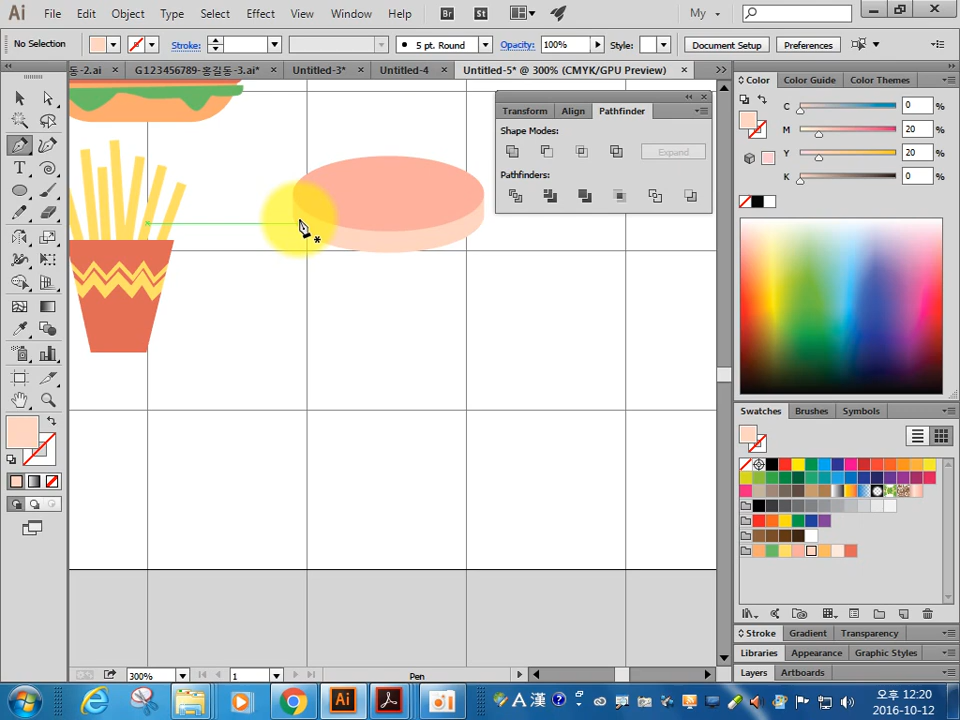 Ai File Edit Object Type Select Effect View Window Help Br St My
No Selection Stroke: 5 pt. Round Opacity: 100% Style: Document Setup Preferences
동-2.ai × G123456789-홍길동-3.ai* × Untitled-3* × Untitled-4 × Untitled-5* @ 300% (CMYK/GPU Preview) ×
Transform Align Pathfinder
Shape Modes:
Expand
Pathfinders:
Color Color Guide Color Themes
C 0 %
M 20 %
Y 20 %
K 0 %
Swatches Brushes Symbols
Stroke Gradient Transparency
Libraries Appearance Graphic Styles
Layers Artboards
300% 1 Pen
Ai A 漢 ?
오후 12:20
2016-10-12